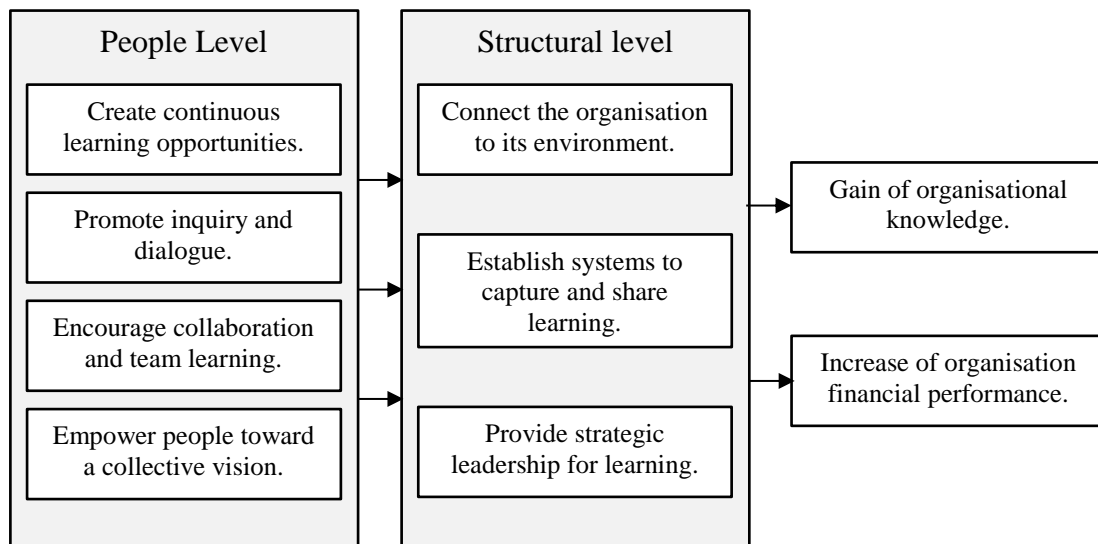 People Level
Create continuous
learning opportunities.
Promote inquiry and
dialogue.
Encourage collaboration
and team learning.
Empower people toward
a collective vision.
Structural level
Connect the organisation
to its environment.
Establish systems to
capture and share
learning.
Provide strategic
leadership for learning.
Gain of organisational
knowledge.
Increase of organisation
financial performance.